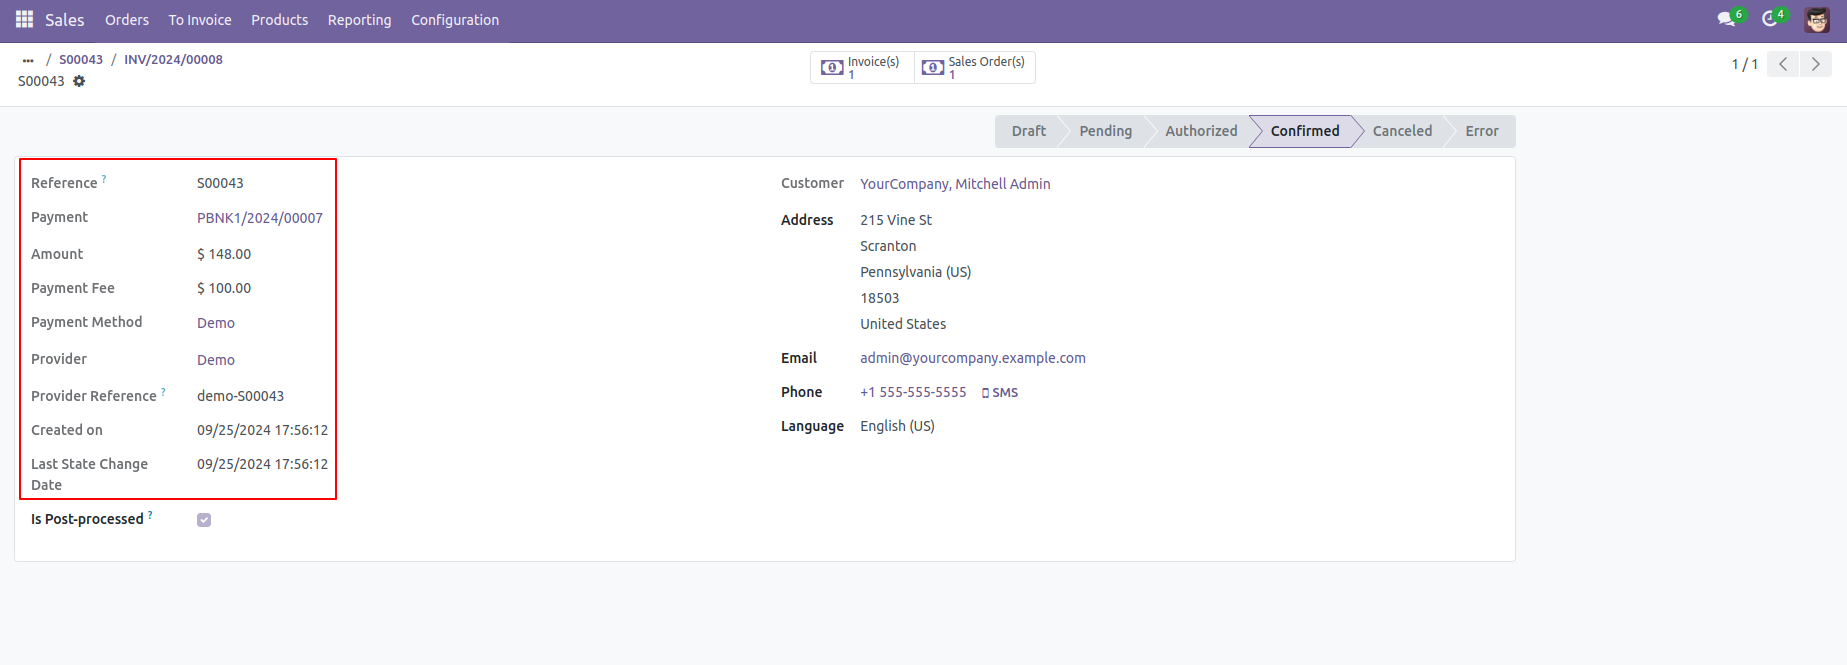 Sales Orders To Invoice Products Reporting Configuration 6 4
... / S00043 / INV/2024/00008
S00043
Invoice(s)
1
Sales Order(s)
1
1 / 1
Draft Pending Authorized Confirmed Canceled Error
Reference ? S00043
Payment PBNK1/2024/00007
Amount $ 148.00
Payment Fee $ 100.00
Payment Method Demo
Provider Demo
Provider Reference ? demo-S00043
Created on 09/25/2024 17:56:12
Last State Change 09/25/2024 17:56:12
Date
Is Post-processed ?
Customer YourCompany, Mitchell Admin
Address 215 Vine St
Scranton
Pennsylvania (US)
18503
United States
Email admin@yourcompany.example.com
Phone +1 555-555-5555 SMS
Language English (US)